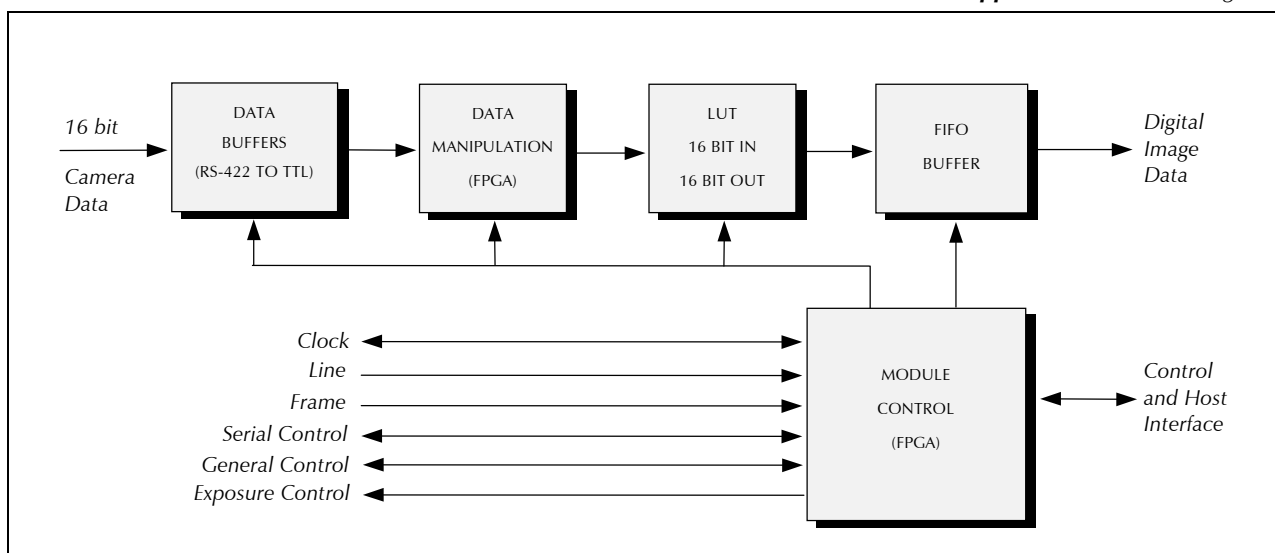 16 bit
Camera
Data
DATA
BUFFERS
(RS-422 TO TTL)
DATA
MANIPULATION
(FPGA)
LUT
16 BIT IN
16 BIT OUT
FIFO
BUFFER
Digital
Image
Data
Clock
Line
Frame
Serial Control
General Control
Exposure Control
MODULE
CONTROL
(FPGA)
Control
and Host
Interface